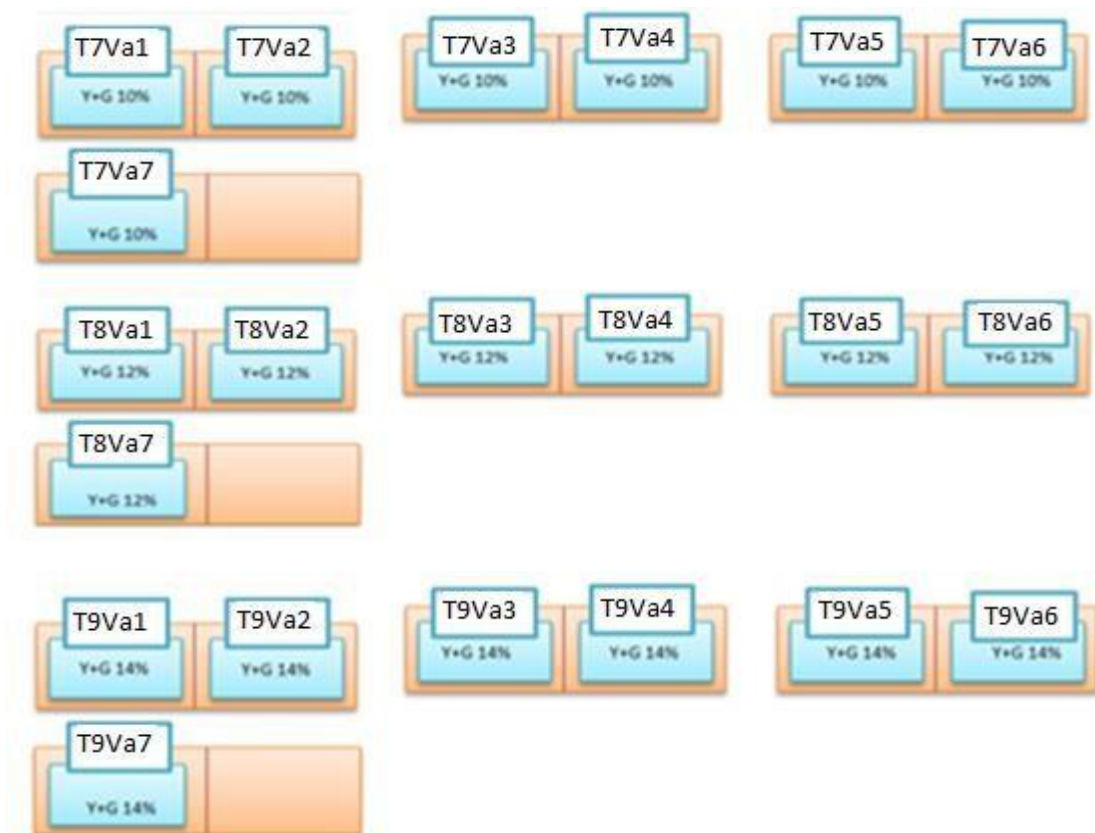 T7Va1 T7Va2 T7Va3 T7Va4 T7Va5 T7Va6
Y+G 10% Y+G 10% Y+G 10% Y+G 10% Y+G 10% Y+G 10%
T7Va7
Y+G 10%
T8Va1 T8Va2 T8Va3 T8Va4 T8Va5 T8Va6
Y+G 12% Y+G 12% Y+G 12% Y+G 12% Y+G 12% Y+G 12%
T8Va7
Y+G 12%
T9Va1 T9Va2 T9Va3 T9Va4 T9Va5 T9Va6
Y+G 14% Y+G 14% Y+G 14% Y+G 14% Y+G 14% Y+G 14%
T9Va7
Y+G 14%